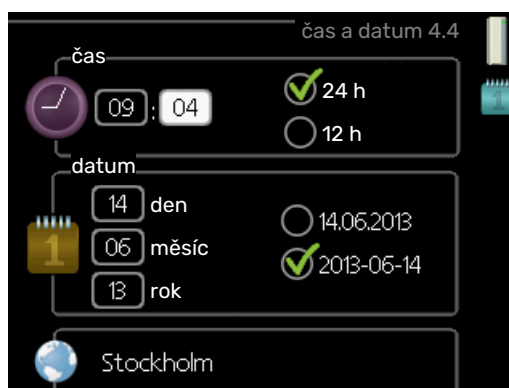 čas a datum 4.4
čas
09 : 04
24 h
12 h
datum
14 den
06 měsíc
13 rok
14.06.2013
2013-06-14
Stockholm